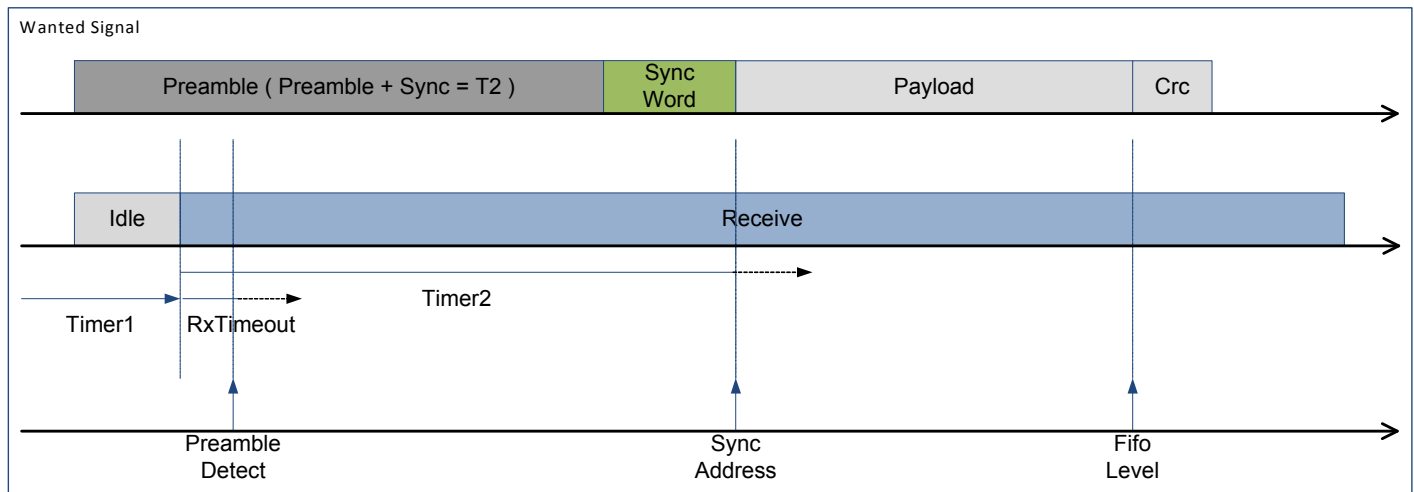 Wanted Signal
Preamble ( Preamble + Sync = T2 )
Sync
Word
Payload
Crc
Idle
Receive
Timer2
Timer1
RxTimeout
Preamble
Detect
Sync
Address
Fifo
Level